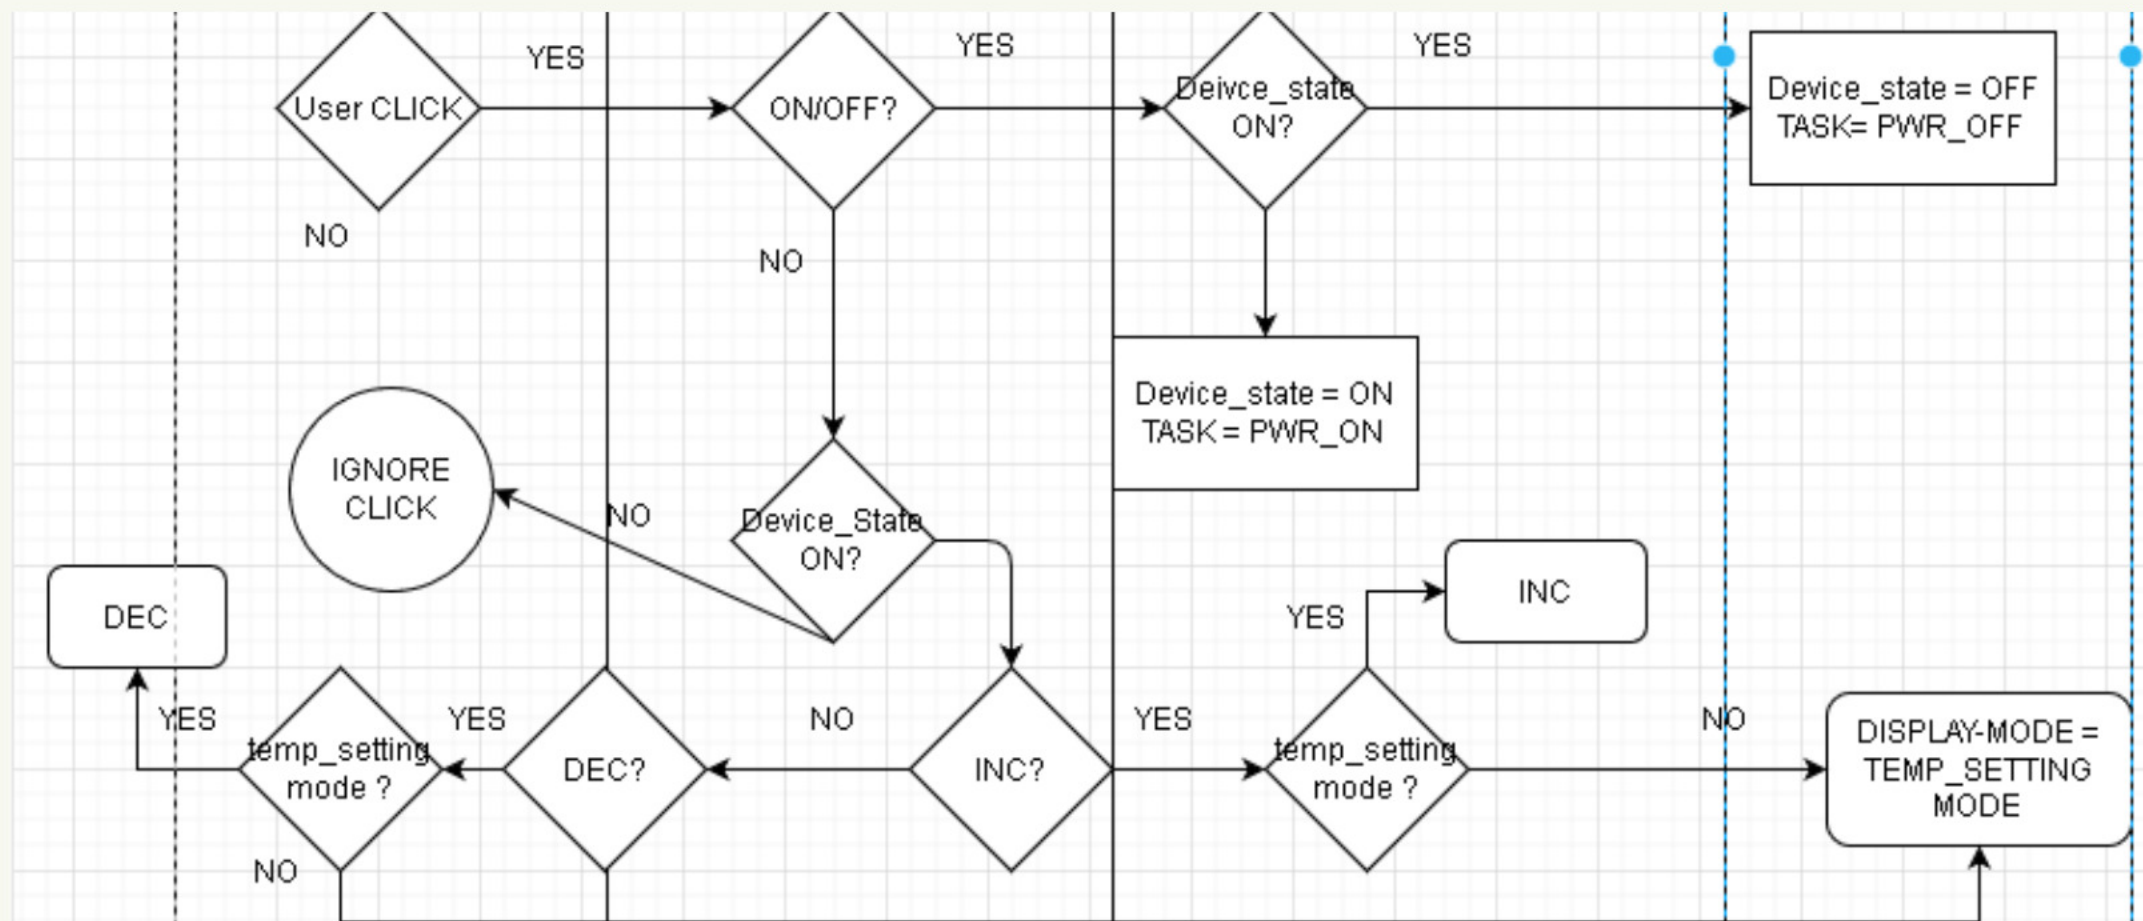 YES
YES
YES
User CLICK
ON/OFF?
Deivce_state
ON?
Device_state = OFF
TASK= PWR_OFF
NO
NO
Device_state = ON
TASK = PWR_ON
IGNORE
CLICK
NO
Device_State
ON?
DEC
INC
YES
YES
temp_setting
mode ?
YES
DEC?
NO
INC?
YES
temp_setting
mode ?
NO
DISPLAY-MODE =
TEMP_SETTING
MODE
NO